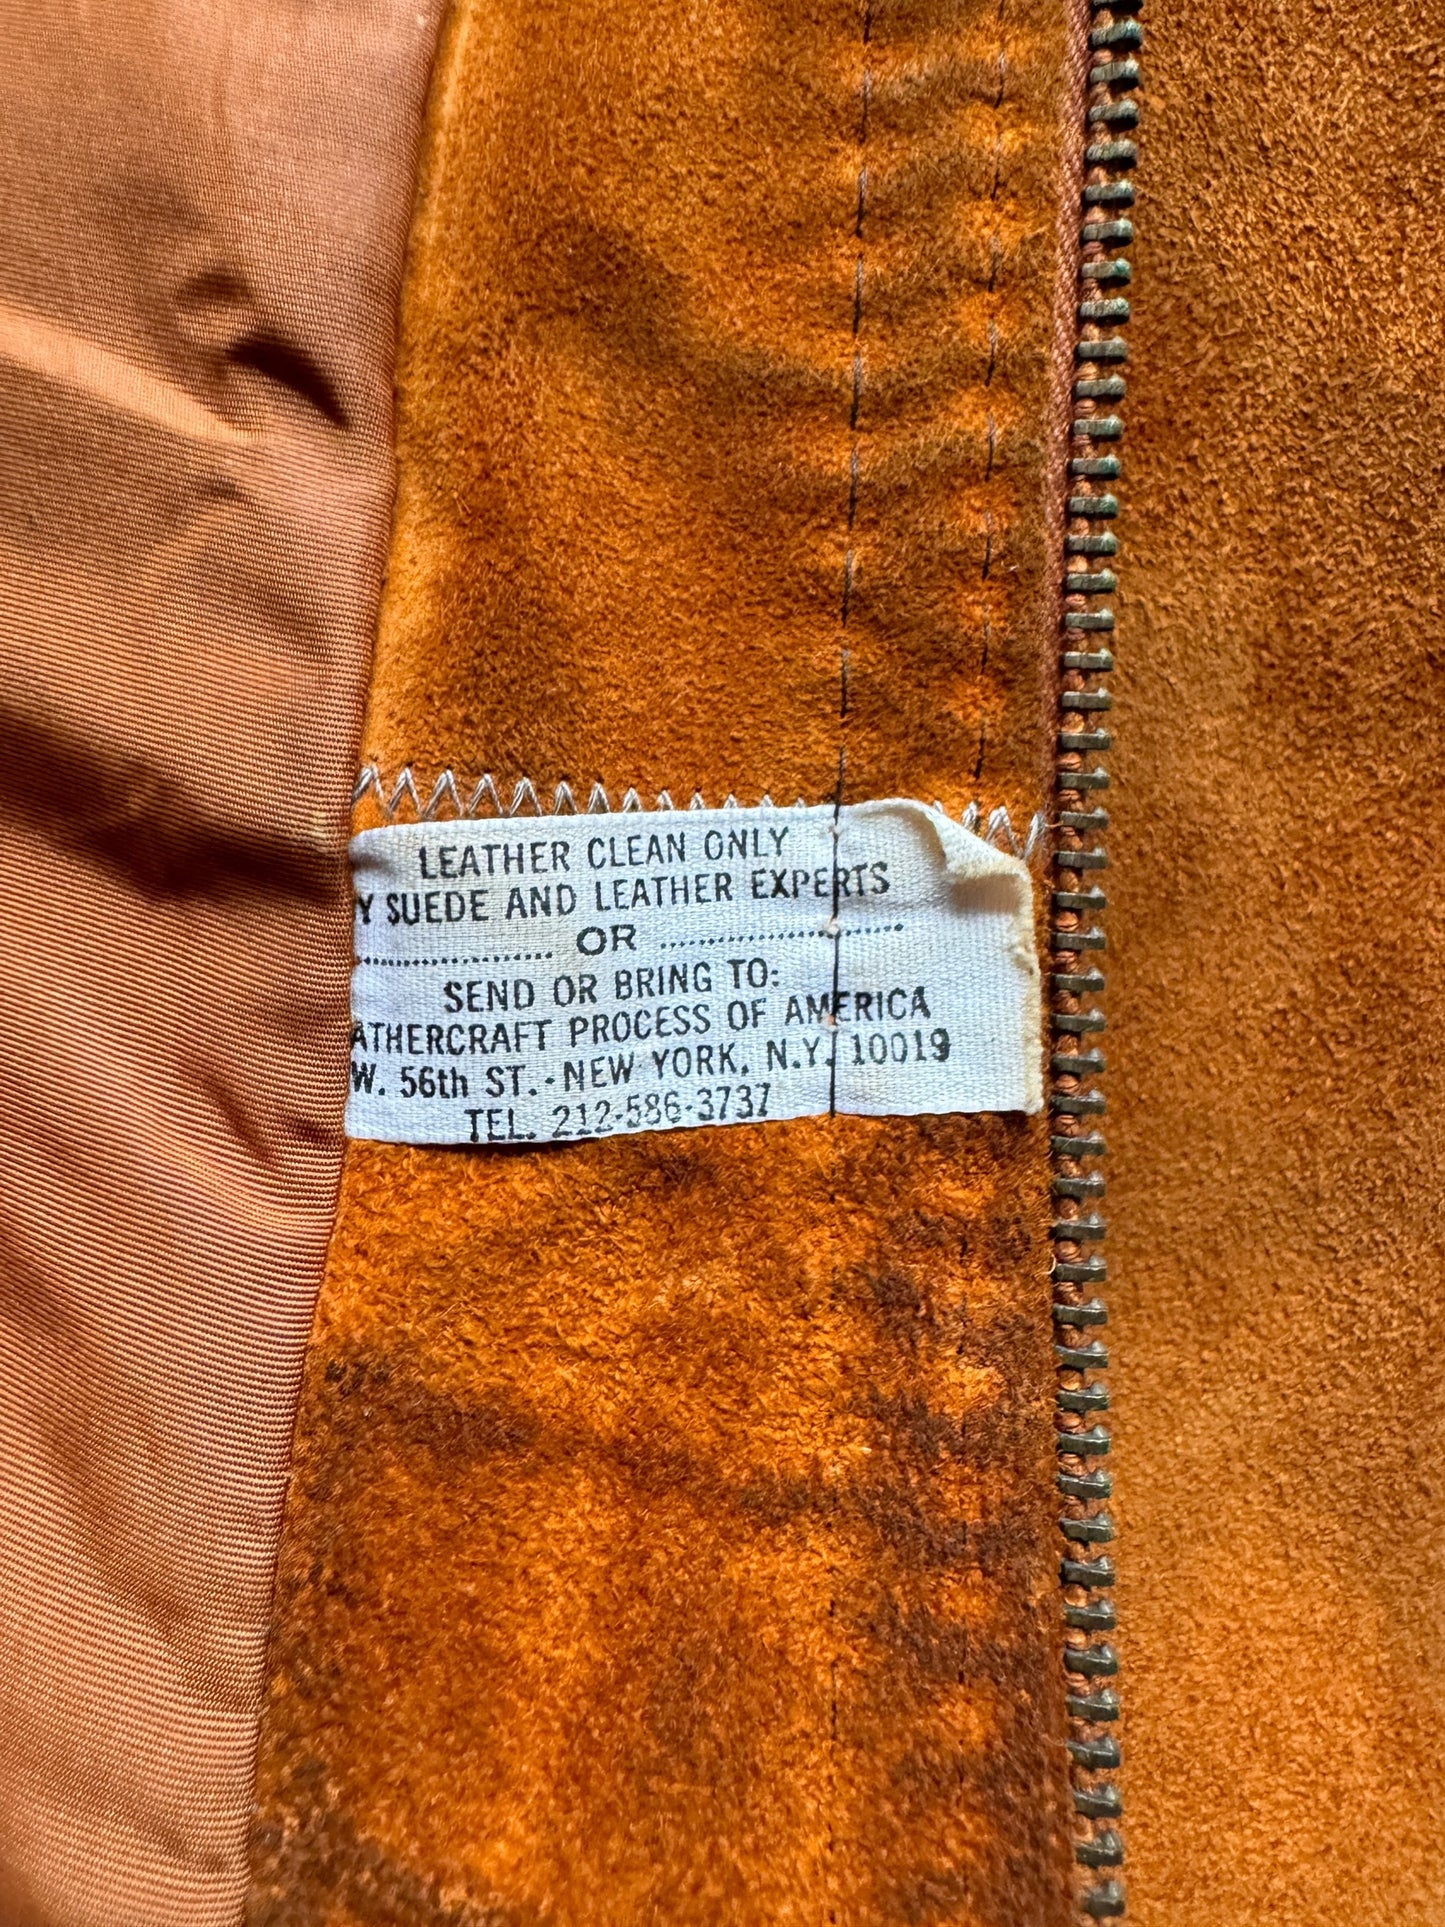 LEATHER CLEAN ONLY
Y SUEDE AND LEATHER EXPERTS
.................... OR .........................
SEND OR BRING TO:
ATHERCRAFT PROCESS OF AMERICA
W. 56th ST. - NEW YORK, N.Y. 10019
TEL. 212-586-3737